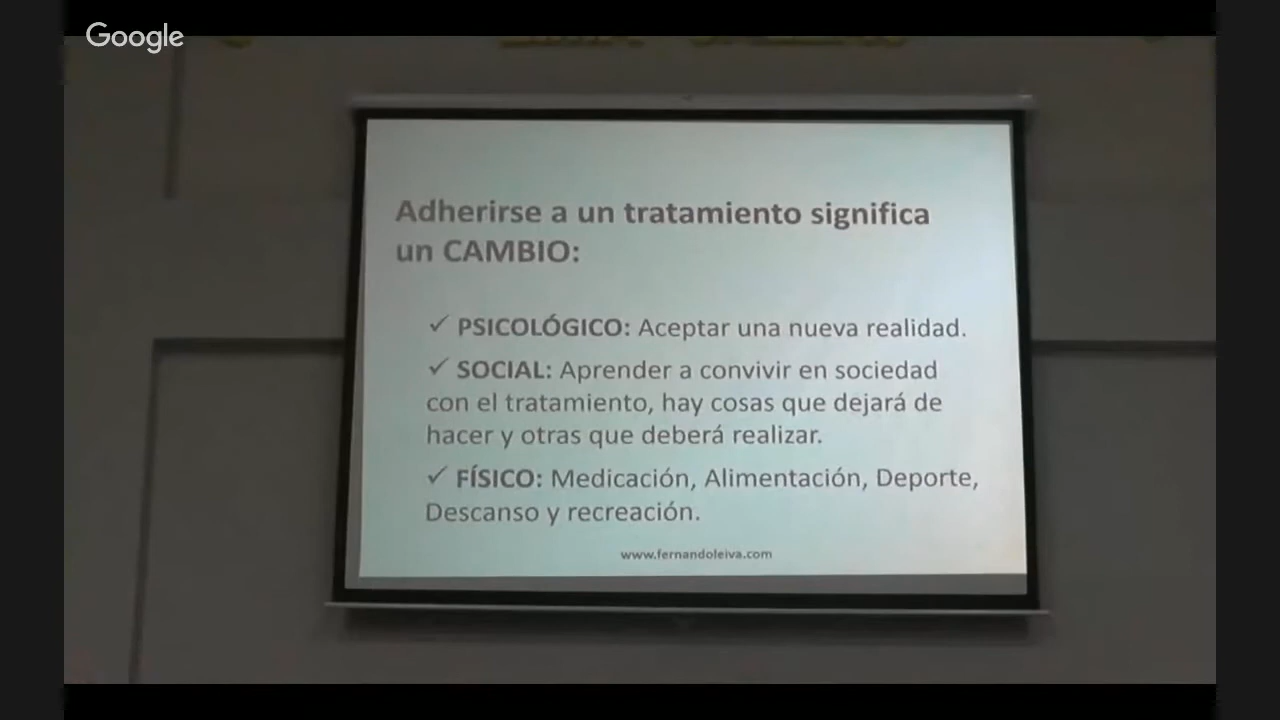 Google
Adherirse a un tratamiento significa
un CAMBIO:
✓ PSICOLÓGICO: Aceptar una nueva realidad.
✓ SOCIAL: Aprender a convivir en sociedad
con el tratamiento, hay cosas que dejará de
hacer y otras que deberá realizar.
✓ FÍSICO: Medicación, Alimentación, Deporte,
Descanso y recreación.
www.fernandoleiva.com